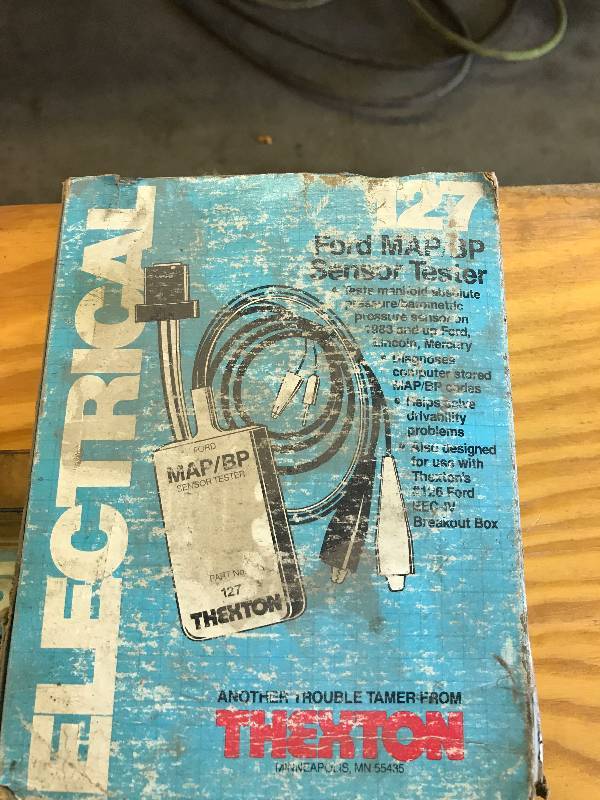 ELECTRICAL
127
Ford MAP/BP
Sensor Tester
• Tests manifold absolute
pressure/barometric
pressure sensor on
1983 and up Ford,
Lincoln, Mercury
• Diagnoses
computer stored
MAP/BP codes
• Helps solve
drivability
problems
• Also designed
for use with
Thexton's
#126 Ford
EEC-IV
Breakout Box
FORD
MAP/BP
SENSOR TESTER
PART No.
127
THEXTON
ANOTHER TROUBLE TAMER FROM
THEXTON
MINNEAPOLIS, MN 55435